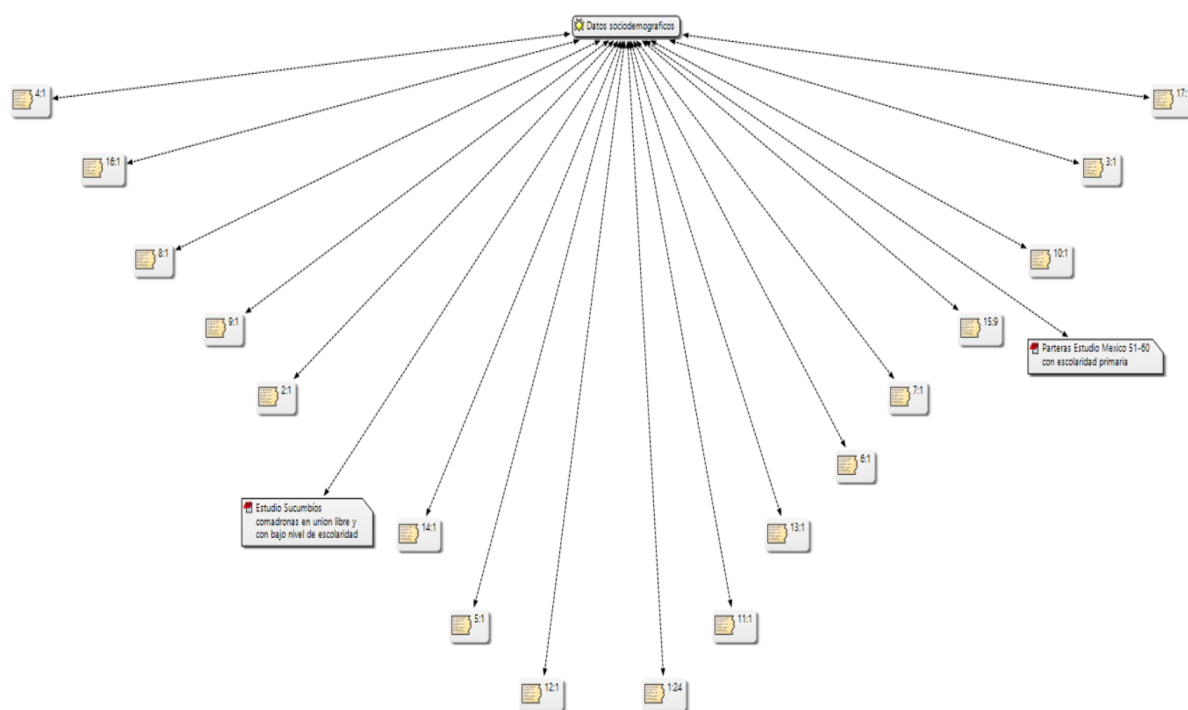 Datos sociodemograficos
4:1
17:
16:1
3:1
8:1
10:1
9:1
15:9
Parteras Estudio Mexico 51-60
con escolaridad primaria
2:1
7:1
6:1
Estudio Sucumbios
comadronas en union libre y
con bajo nivel de escolaridad
14:1
13:1
5:1
11:1
12:1
1:24